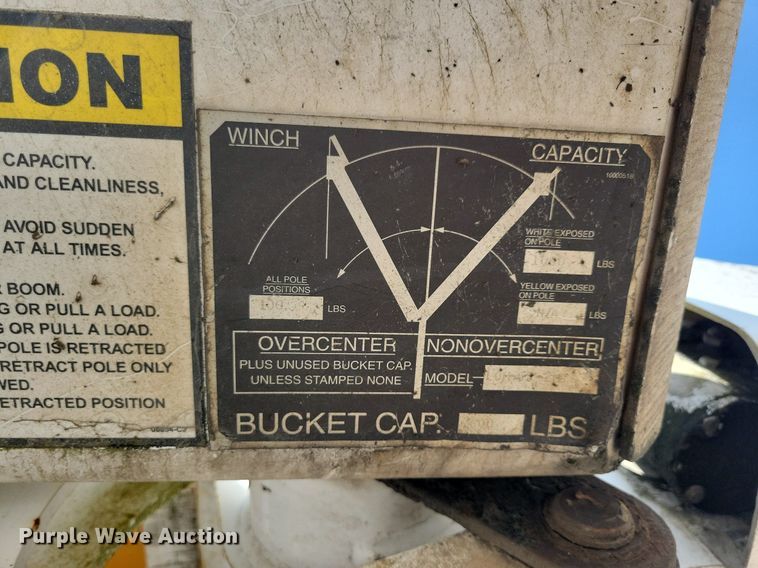 ION
CAPACITY.
AND CLEANLINESS,
AVOID SUDDEN
AT ALL TIMES.
R BOOM.
G OR PULL A LOAD.
G OR PULL A LOAD.
POLE IS RETRACTED
RETRACT POLE ONLY
WED.
ETRACTED POSITION
WINCH
CAPACITY
WHITE EXPOSED
ON POLE
LBS
ALL POLE
POSITIONS
LBS
YELLOW EXPOSED
ON POLE
LBS
OVERCENTER
NONOVERCENTER
PLUS UNUSED BUCKET CAP.
UNLESS STAMPED NONE
MODEL
BUCKET CAP. LBS
Purple Wave Auction